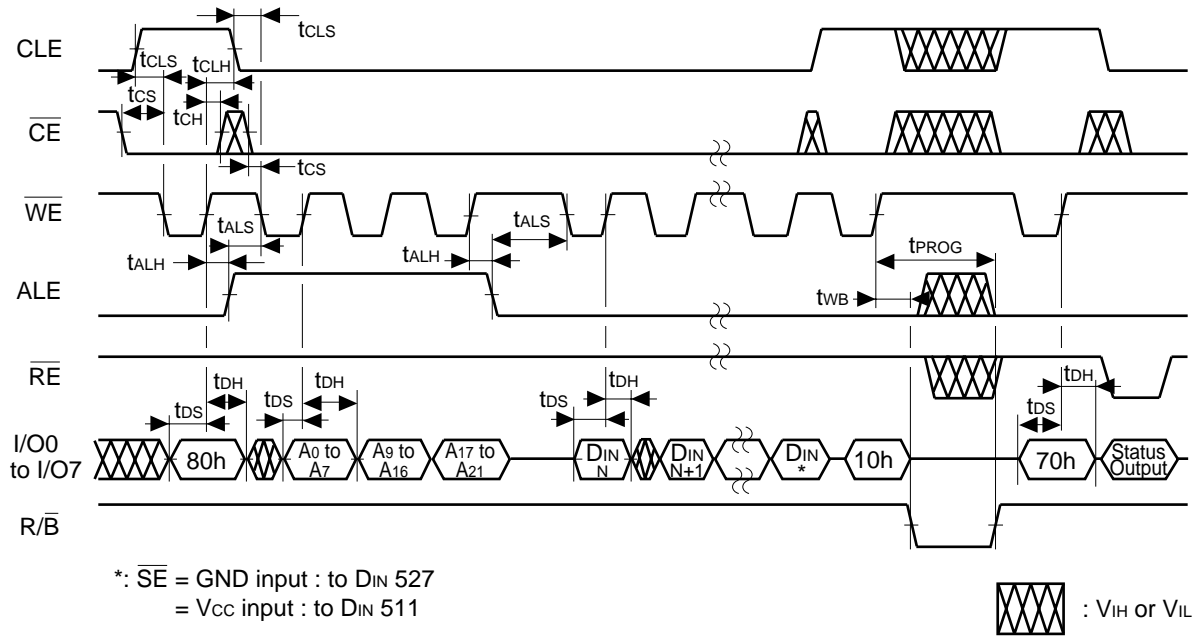 tCLS
CLE
tCLS
tCLH
tCS
tCH
CE
tCS
WE
tALS
tALS
tALH
tALH
tPROG
ALE
tWB
RE
tDH
tDH
tDH
tDH
tDS
tDS
tDS
tDS
I/O0
to I/O7
80h
A0 to
A7
A9 to
A16
A17 to
A21
DIN
N
DIN
N+1
DIN
*
10h
70h
Status
Output
R/B
*: SE = GND input : to DIN 527
= VCC input : to DIN 511
: VIH or VIL